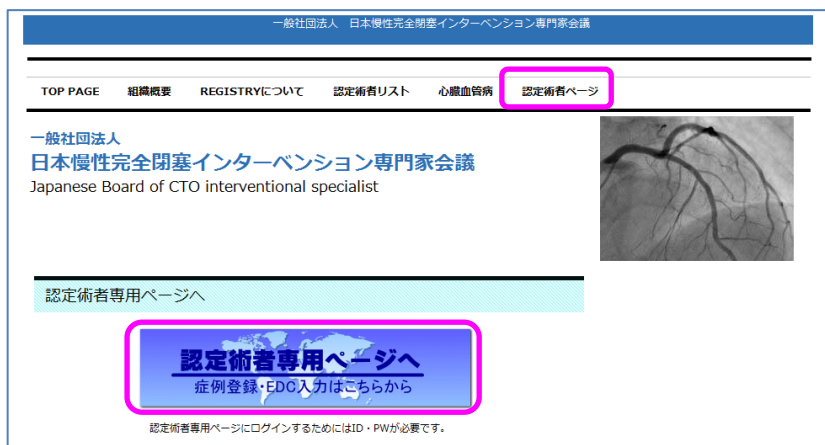 一般社団法人 日本慢性完全閉塞インターベンション専門家会議
TOP PAGE 組織概要 REGISTRYについて 認定術者リスト 心臓血管病 認定術者ページ
一般社団法人
日本慢性完全閉塞インターベンション専門家会議
Japanese Board of CTO interventional specialist
認定術者専用ページへ
認定術者専用ページへ
症例登録・EDC入力はこちらから
認定術者専用ページにログインするためにはID・PWが必要です。